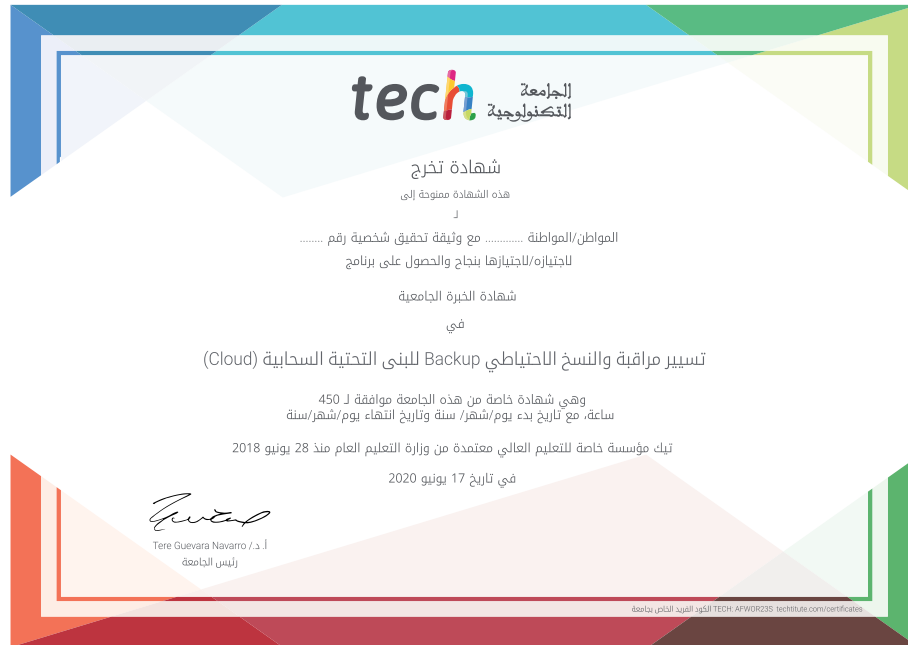 tech
الجامعة
التكنولوجية
شهادة تخرج
هذه الشهادة ممنوحة إلى
لـ
المواطن/المواطنة ............. مع وثيقة تحقيق شخصية رقم ........
لاجتيازه/لاجتيازها بنجاح والحصول على برنامج
شهادة الخبرة الجامعية
في
تسيير مراقبة والنسخ الاحتياطي Backup للبنى التحتية السحابية (Cloud)
وهي شهادة خاصة من هذه الجامعة موافقة لـ 450
ساعة، مع تاريخ بدء يوم/شهر/ سنة وتاريخ انتهاء يوم/شهر/سنة
تيك مؤسسة خاصة للتعليم العالي معتمدة من وزارة التعليم العام منذ 28 يونيو 2018
في تاريخ 17 يونيو 2020
أ. د./ Tere Guevara Navarro
رئيس الجامعة
الكود الفريد الخاص بجامعة TECH: AFWOR23S techtitute.com/certificates